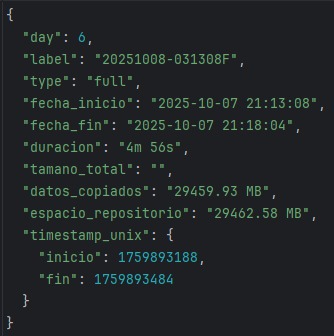 {
  "day": 6,
  "label": "20251008-031308F",
  "type": "full",
  "fecha_inicio": "2025-10-07 21:13:08",
  "fecha_fin": "2025-10-07 21:18:04",
  "duracion": "4m 56s",
  "tamano_total": "",
  "datos_copiados": "29459.93 MB",
  "espacio_repositorio": "29462.58 MB",
  "timestamp_unix": {
    "inicio": 1759893188,
    "fin": 1759893484
  }
}